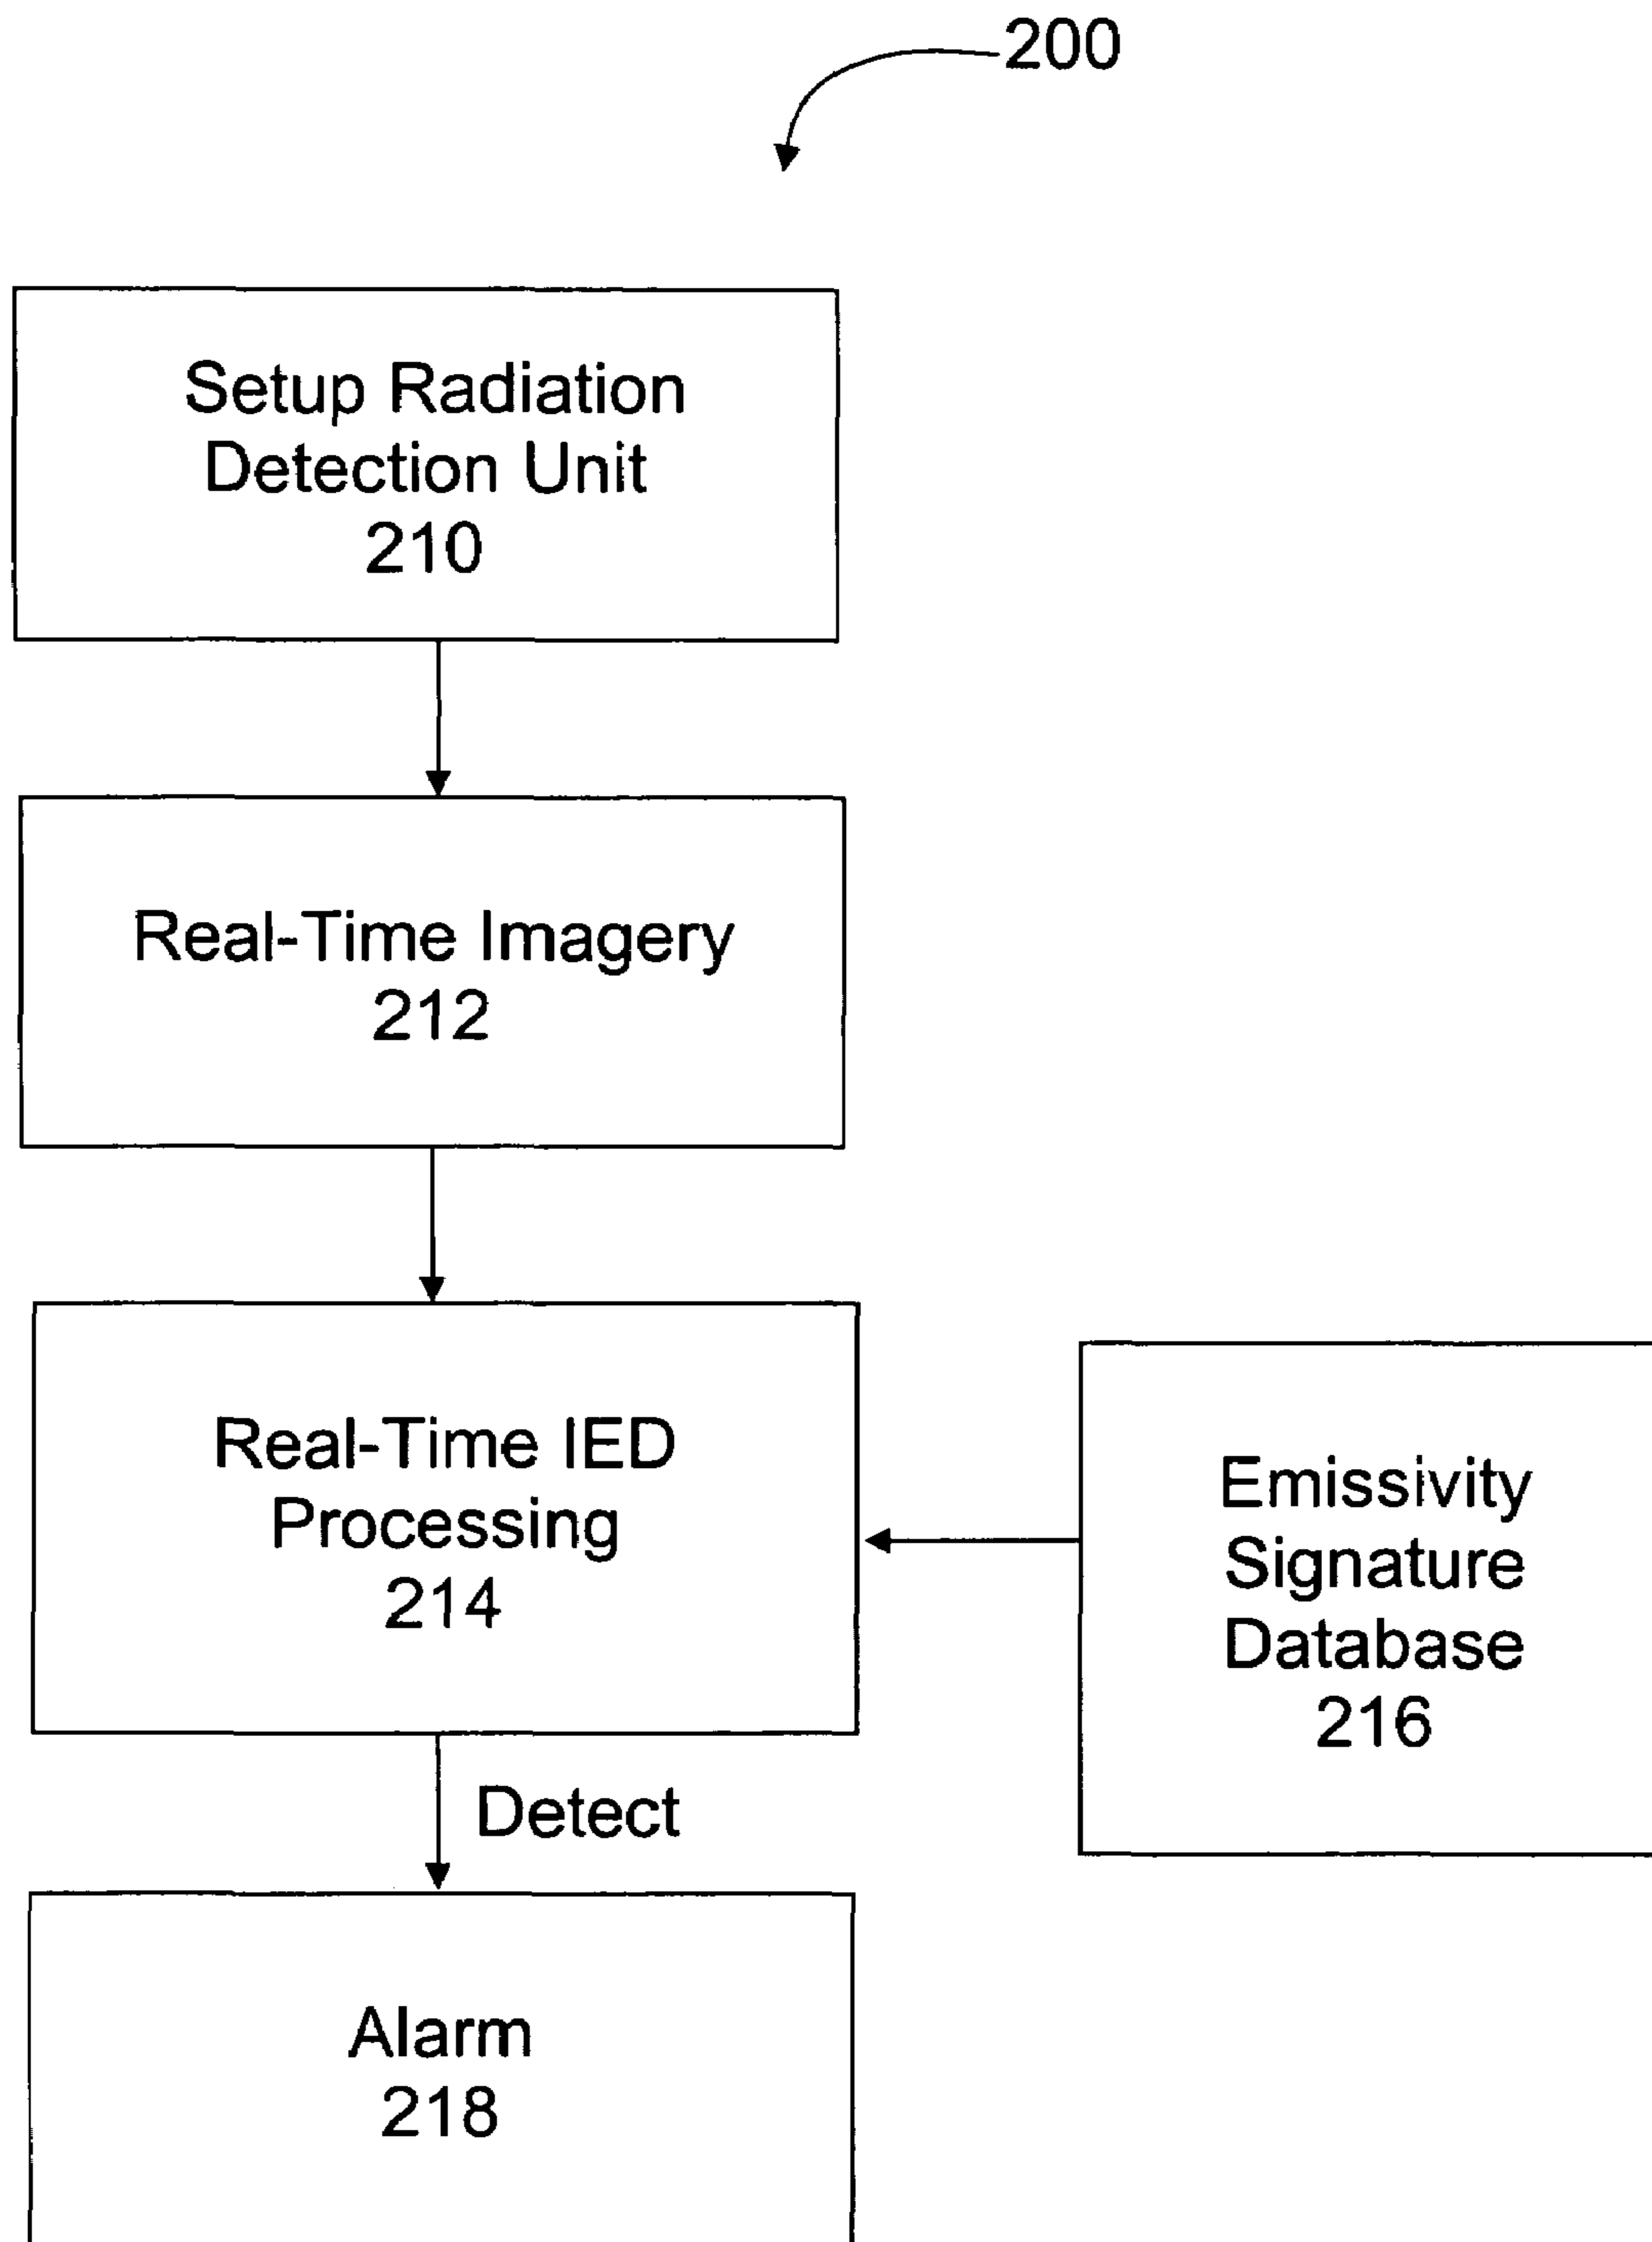 200
Setup Radiation
Detection Unit
210
Real-Time Imagery
212
Real-Time IED
Processing
214
Emissivity
Signature
Database
216
Detect
Alarm
218